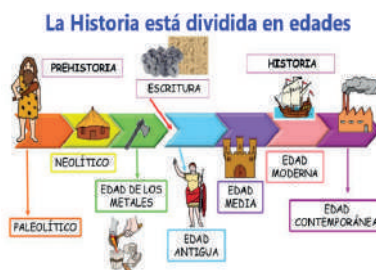 La Historia está dividida en edades
PREHISTORIA
ESCRITURA
HISTORIA
NEOLÍTICO
EDAD DE LOS
METALES
PALEOLÍTICO
EDAD
ANTIGUA
EDAD
MEDIA
EDAD
MODERNA
EDAD
CONTEMPORÁNEA